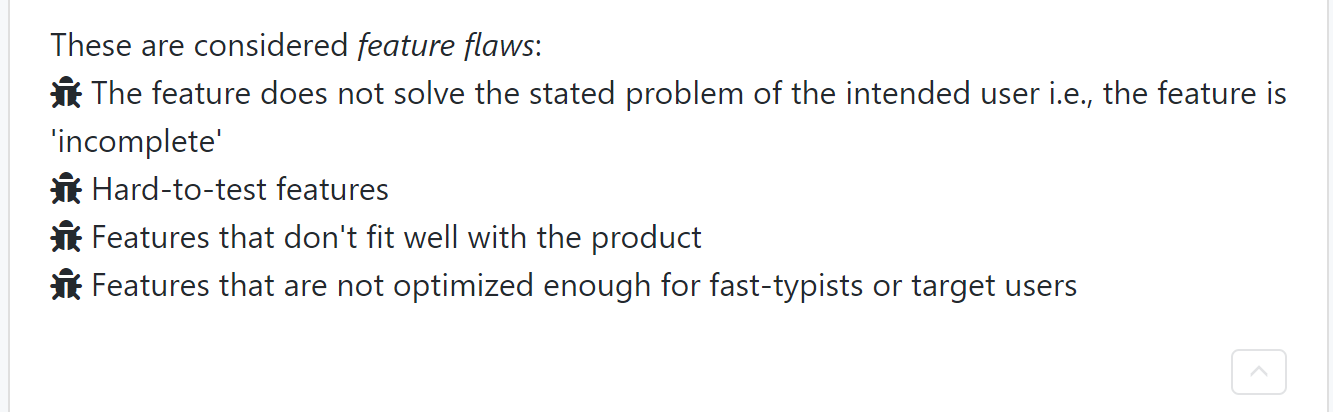 These are considered feature flaws:
The feature does not solve the stated problem of the intended user i.e., the feature is
'incomplete'
Hard-to-test features
Features that don't fit well with the product
Features that are not optimized enough for fast-typists or target users